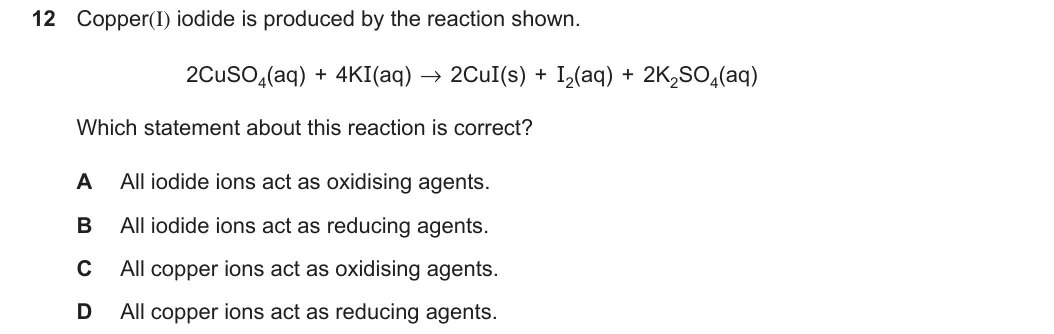 12 Copper(I) iodide is produced by the reaction shown.
2CuSO₄(aq) + 4KI(aq) → 2CuI(s) + I₂(aq) + 2K₂SO₄(aq)
Which statement about this reaction is correct?
A All iodide ions act as oxidising agents.
B All iodide ions act as reducing agents.
C All copper ions act as oxidising agents.
D All copper ions act as reducing agents.